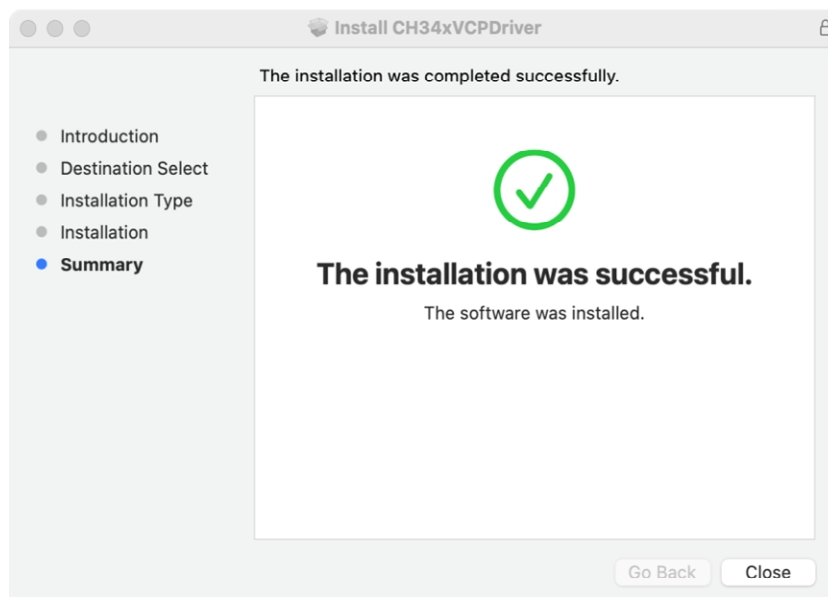 Install CH34xVCPDriver
The installation was completed successfully.
Introduction
Destination Select
Installation Type
Installation
Summary
The installation was successful.
The software was installed.
Go Back
Close